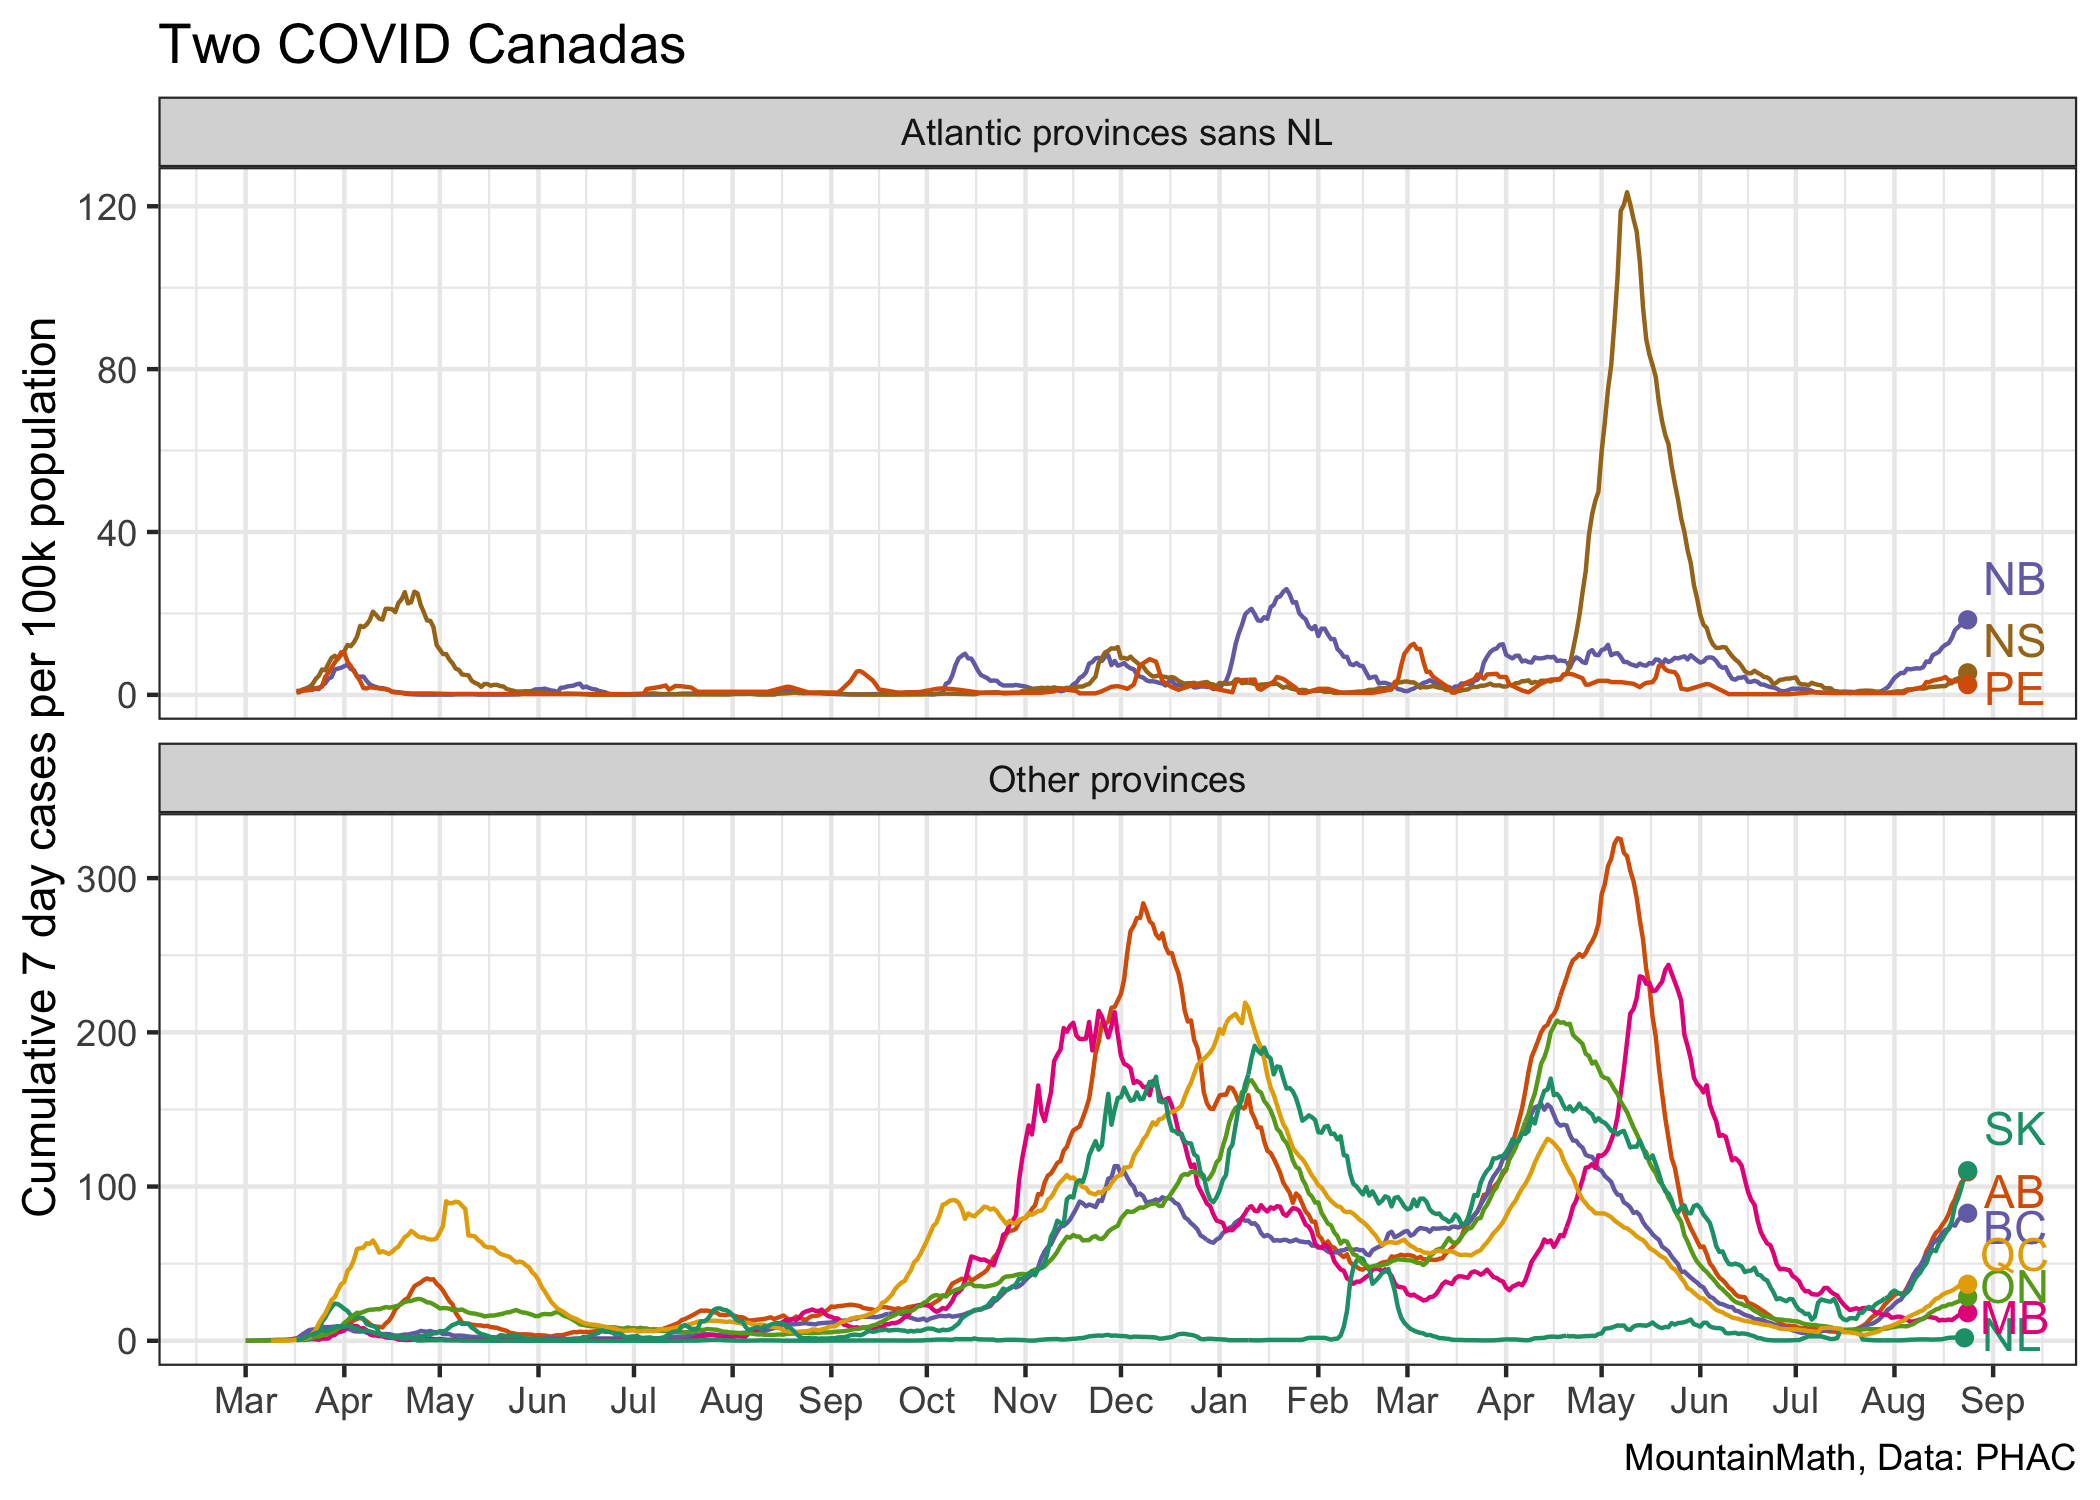 Two COVID Canadas
Atlantic provinces sans NL
Cumulative 7 day cases per 100k population
120
80
40
0
NB
NS
PE
Other provinces
300
200
100
0
SK
AB
BC
QC
ON
MB
NL
Mar Apr May Jun Jul Aug Sep Oct Nov Dec Jan Feb Mar Apr May Jun Jul Aug Sep
MountainMath, Data: PHAC